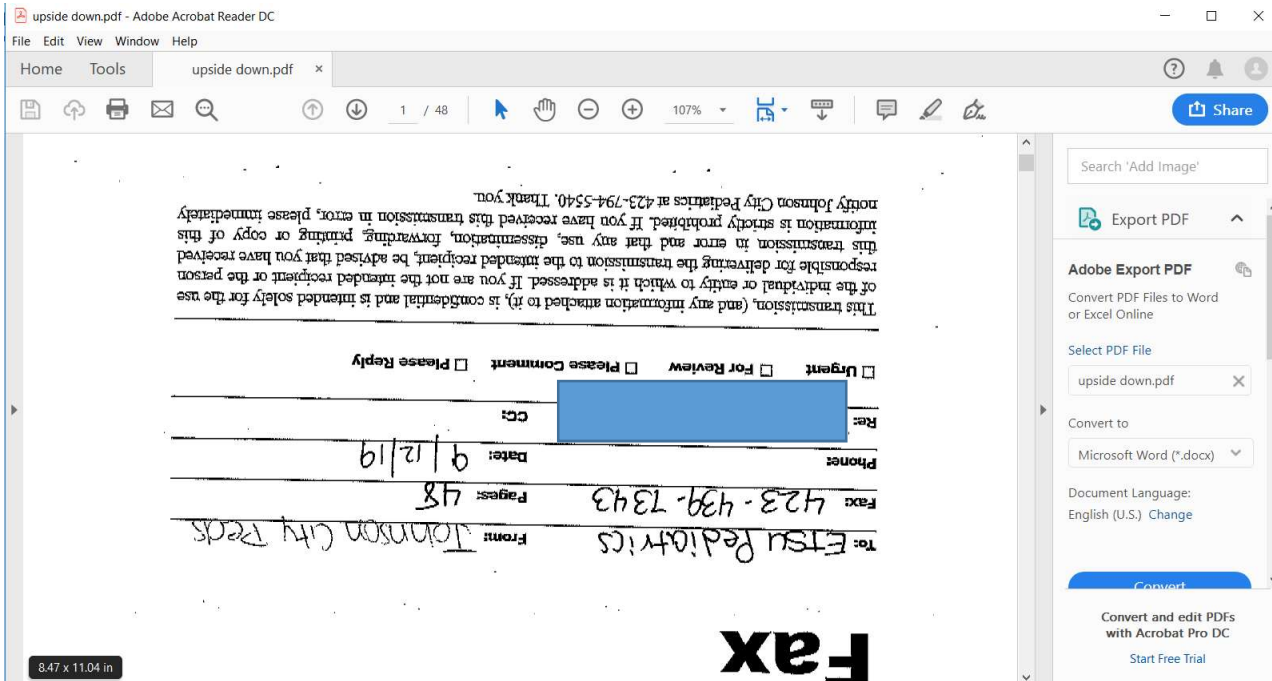 upside down.pdf - Adobe Acrobat Reader DC
File Edit View Window Help
Home Tools upside down.pdf ×
1 / 48 107% Share
Fax
To: ETSU Pediatrics From: Johnson City Peds
Fax: 423-439-7343 Pages: 48
Phone: Date: 9/12/19
Re: CC:
☐ Urgent ☐ For Review ☐ Please Comment ☐ Please Reply
This transmission, (and any information attached to it), is confidential and is intended solely for the use
of the individual or entity to which it is addressed. If you are not the intended recipient or the person
responsible for delivering the transmission to the intended recipient, be advised that you have received
this transmission in error and that any use, dissemination, forwarding, printing or copy of this
information is strictly prohibited. If you have received this transmission in error, please immediately
notify Johnson City Pediatrics at 423-794-5540. Thank you.
8.47 x 11.04 in
Search 'Add Image'
Export PDF
Adobe Export PDF
Convert PDF Files to Word
or Excel Online
Select PDF File
upside down.pdf
Convert to
Microsoft Word (*.docx)
Document Language:
English (U.S.) Change
Convert
Convert and edit PDFs
with Acrobat Pro DC
Start Free Trial